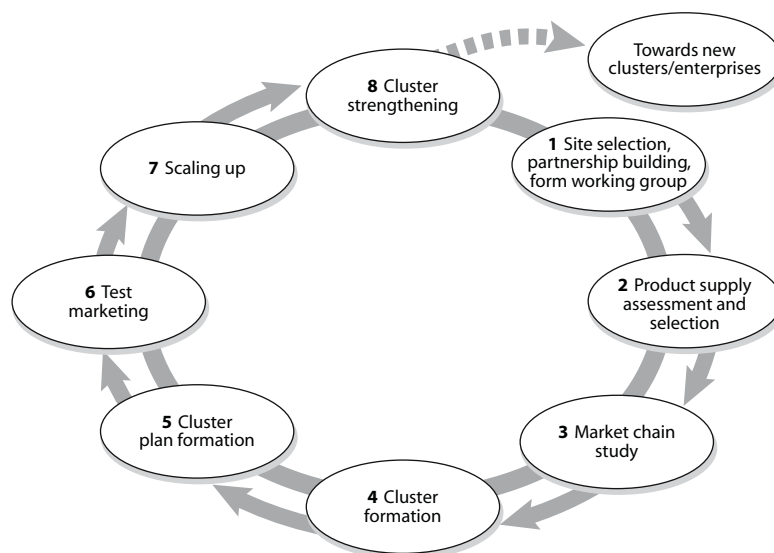 8 Cluster
strengthening
Towards new
clusters/enterprises
1 Site selection,
partnership building,
form working group
2 Product supply
assessment and
selection
3 Market chain
study
4 Cluster
formation
5 Cluster
plan formation
6 Test
marketing
7 Scaling up